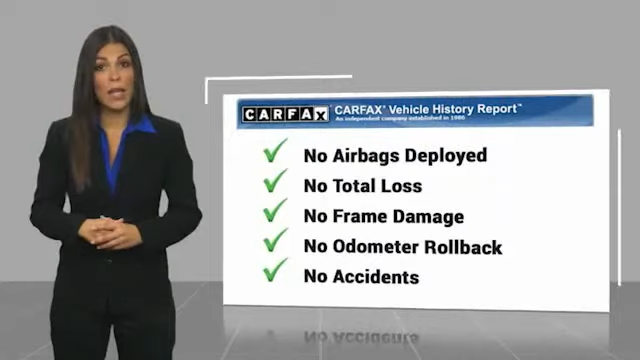 CARFAX CARFAX® Vehicle History Report™
An independent company established in 1986
No Airbags Deployed
No Total Loss
No Frame Damage
No Odometer Rollback
No Accidents